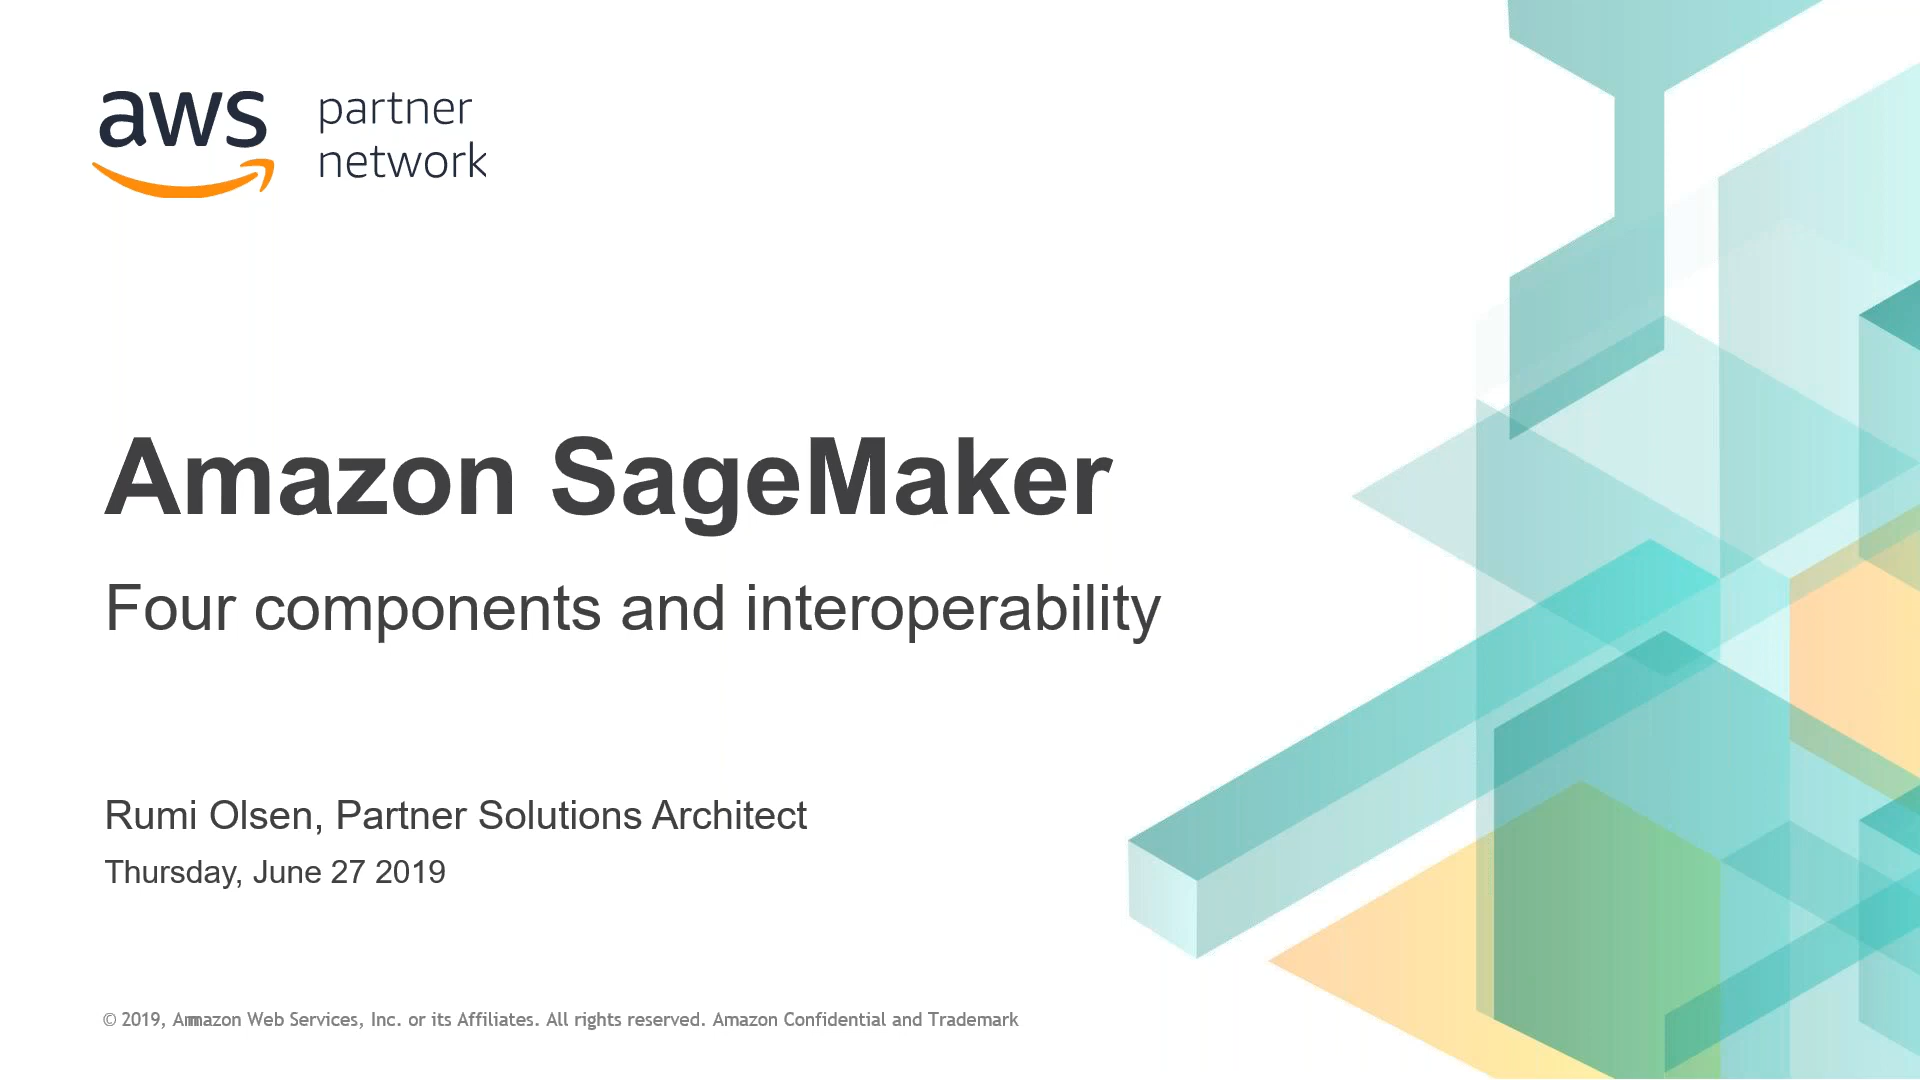 aws
partner
network
Amazon SageMaker
Four components and interoperability
Rumi Olsen, Partner Solutions Architect
Thursday, June 27 2019
© 2019, Amazon Web Services, Inc. or its Affiliates. All rights reserved. Amazon Confidential and Trademark